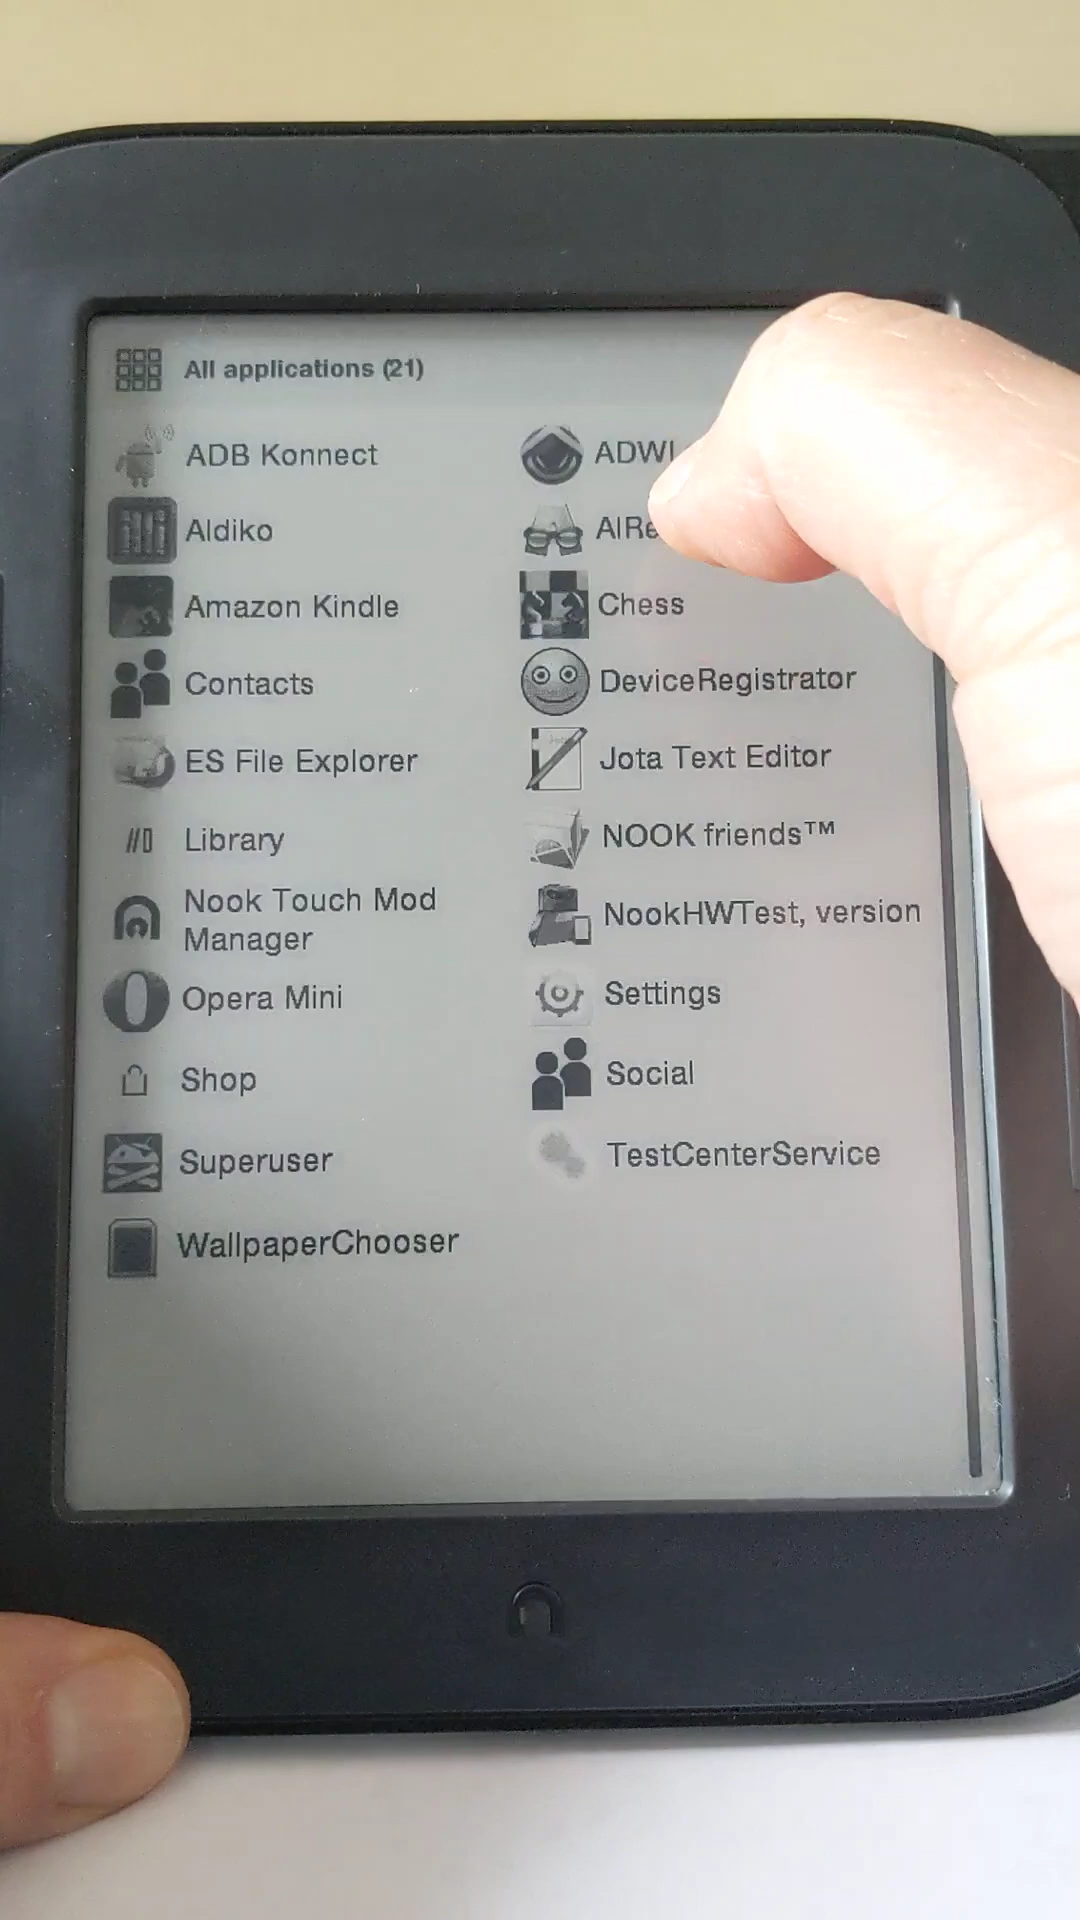 All applications (21)
ADB Konnect
Aldiko
AlRe
Amazon Kindle
Chess
Contacts
DeviceRegistrator
ES File Explorer
Jota Text Editor
Library
NOOK friends™
Nook Touch Mod
Manager
NookHWTest, version
Opera Mini
Settings
Shop
Social
Superuser
TestCenterService
WallpaperChooser